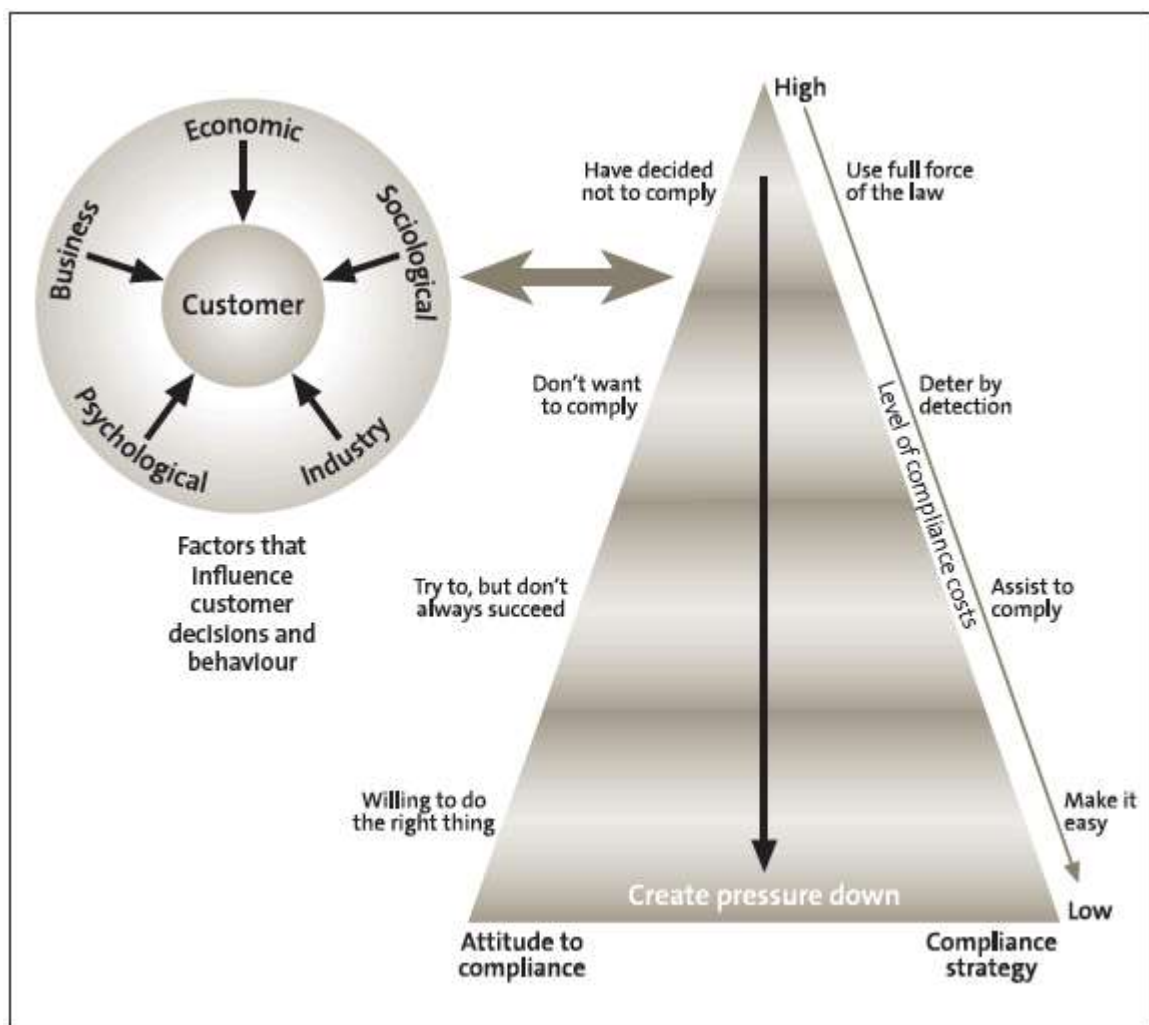 Economic
Business
Sociological
Customer
Psychological
Industry
Factors that
influence
customer
decisions and
behaviour
High
Have decided
not to comply
Use full force
of the law
Don't want
to comply
Deter by
detection
Level of compliance costs
Try to, but don't
always succeed
Assist to
comply
Willing to do
the right thing
Make it
easy
Create pressure down
Low
Attitude to
compliance
Compliance
strategy